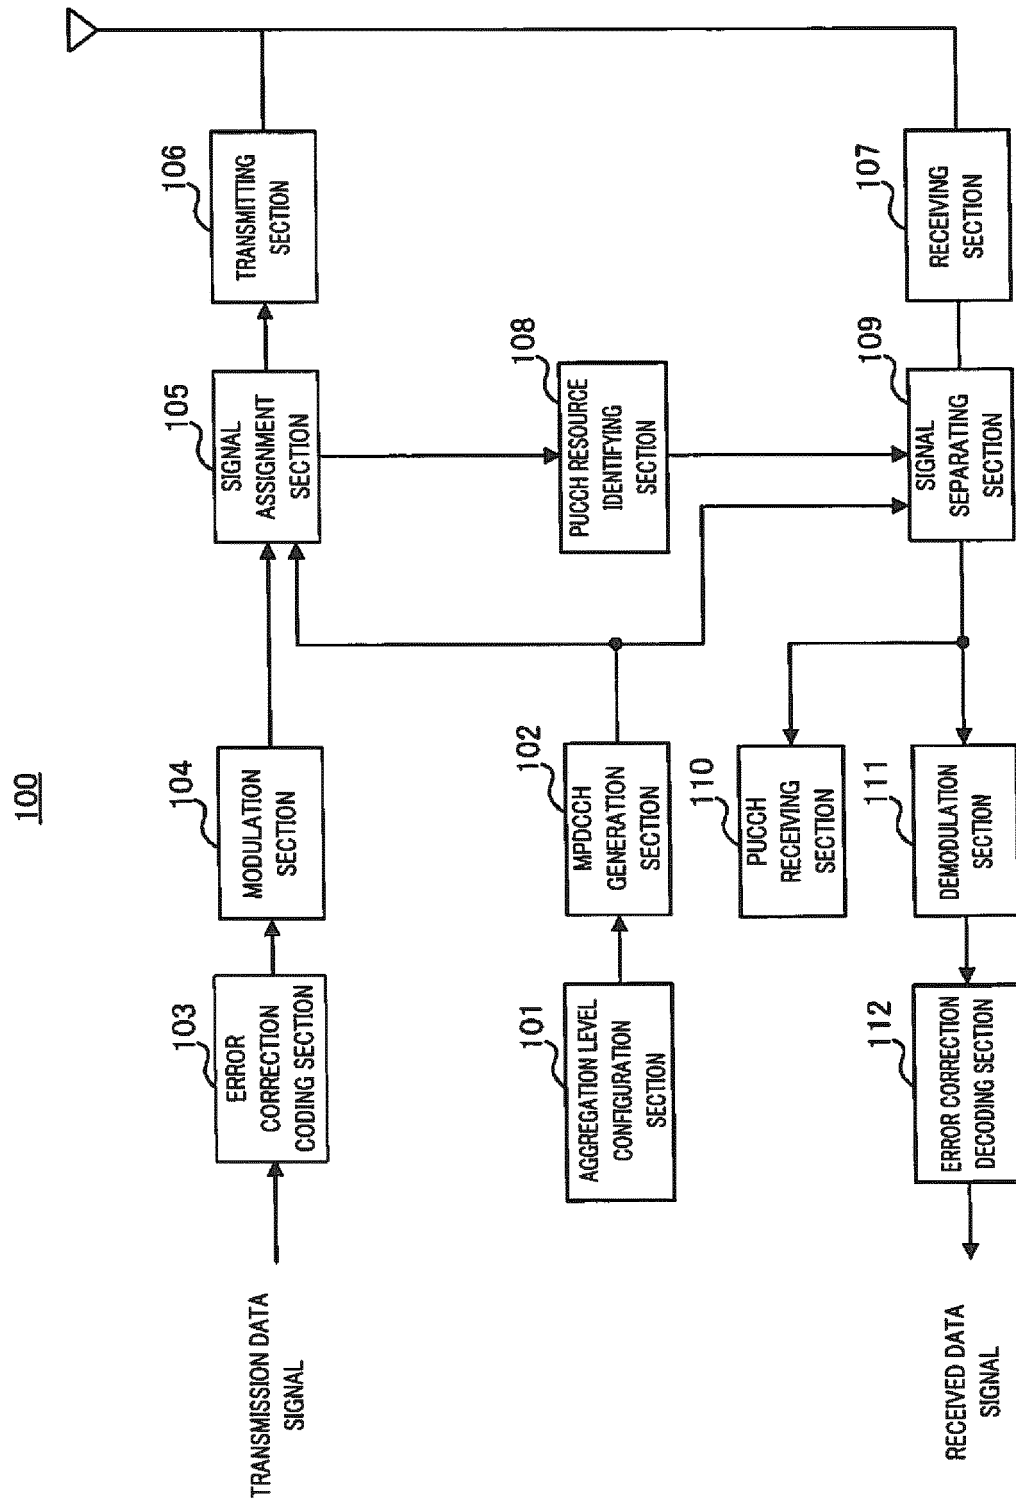 100
TRANSMISSION DATA
SIGNAL
103
ERROR
CORRECTION
CODING SECTION
104
MODULATION
SECTION
105
SIGNAL
ASSIGNMENT
SECTION
106
TRANSMITTING
SECTION
101
AGGREGATION LEVEL
CONFIGURATION
SECTION
102
MPDCCH
GENERATION
SECTION
108
PUCCH RESOURCE
IDENTIFYING
SECTION
110
PUCCH
RECEIVING
SECTION
RECEIVED DATA
SIGNAL
112
ERROR CORRECTION
DECODING SECTION
111
DEMODULATION
SECTION
109
SIGNAL
SEPARATING
SECTION
107
RECEIVING
SECTION